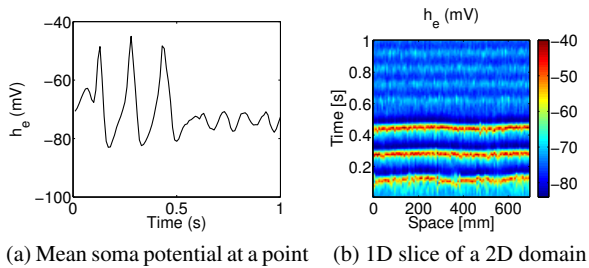 h_e (mV)
−40
−60
−80
−100
0
0.5
1
Time (s)
h_e (mV)
1
0.8
0.6
0.4
0.2
Time [s]
0 200 400 600
Space [mm]
−40
−50
−60
−70
−80
(a) Mean soma potential at a point
(b) 1D slice of a 2D domain